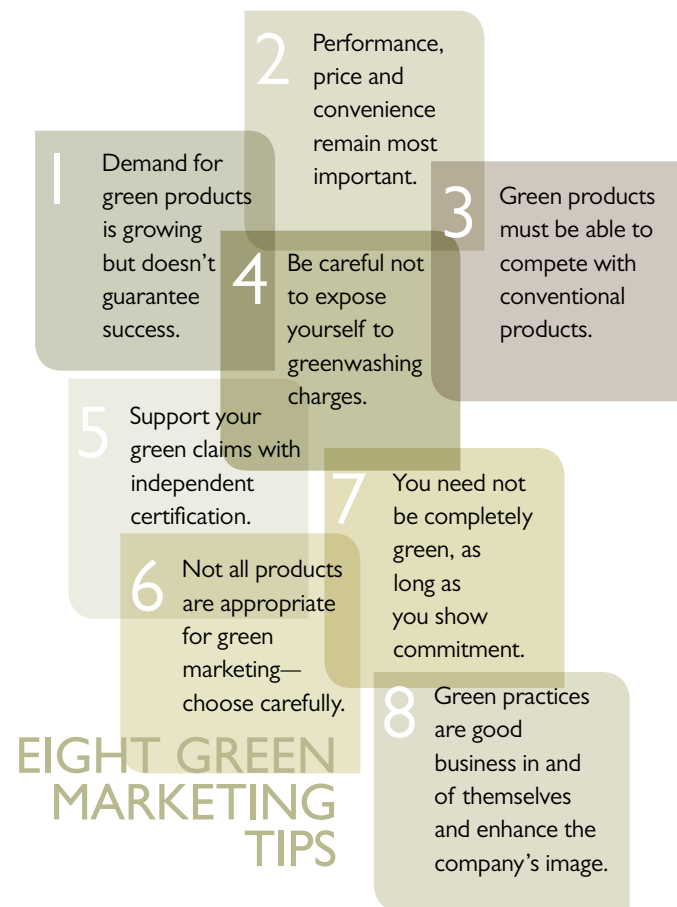 1
Demand for
green products
is growing
but doesn’t
guarantee
success.
2
Performance,
price and
convenience
remain most
important.
3
Green products
must be able to
compete with
conventional
products.
4
Be careful not
to expose
yourself to
greenwashing
charges.
5
Support your
green claims with
independent
certification.
6
Not all products
are appropriate
for green
marketing—
choose carefully.
7
You need not
be completely
green, as
long as
you show
commitment.
8
Green practices
are good
business in and
of themselves
and enhance the
company’s image.
EIGHT GREEN
MARKETING
TIPS